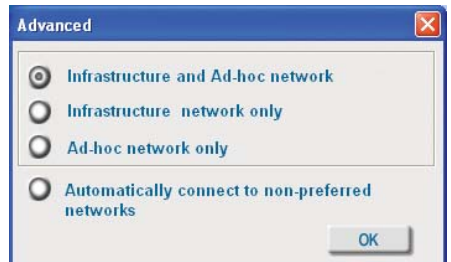 Advanced
Infrastructure and Ad-hoc network
Infrastructure network only
Ad-hoc network only
Automatically connect to non-preferred
networks
OK